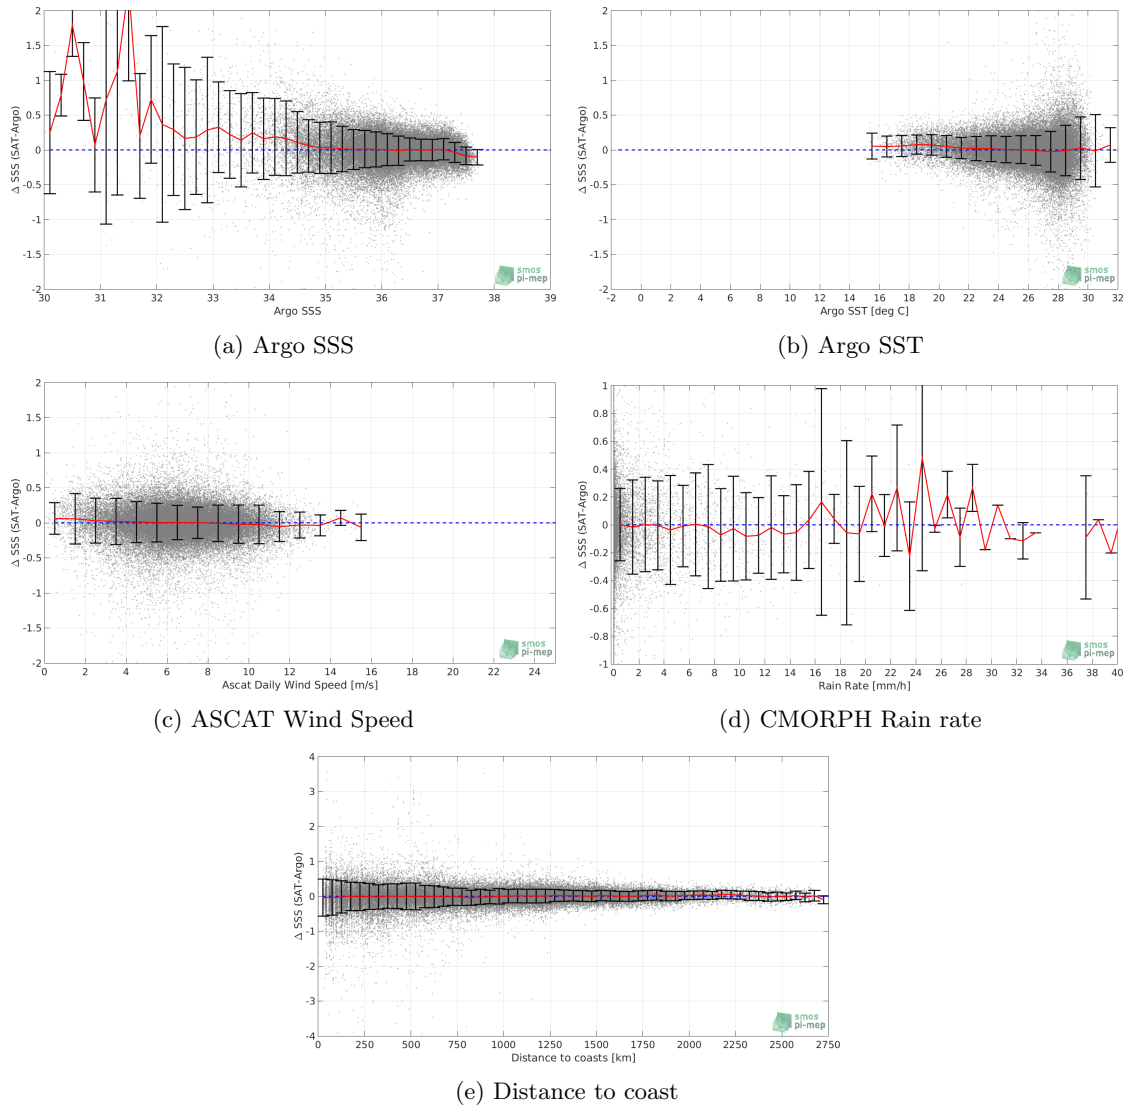 2
1.5
1
0.5
0
-0.5
-1
-1.5
-2
Δ SSS (SAT-Argo)
30 31 32 33 34 35 36 37 38 39
Argo SSS
smos
pi-mep
(a) Argo SSS
2
1.5
1
0.5
0
-0.5
-1
-1.5
-2
Δ SSS (SAT-Argo)
-2 0 2 4 6 8 10 12 14 16 18 20 22 24 26 28 30 32
Argo SST [deg C]
smos
pi-mep
(b) Argo SST
2
1.5
1
0.5
0
-0.5
-1
-1.5
-2
Δ SSS (SAT-Argo)
0 2 4 6 8 10 12 14 16 18 20 22 24
Ascat Daily Wind Speed [m/s]
smos
pi-mep
(c) ASCAT Wind Speed
1
0.8
0.6
0.4
0.2
0
-0.2
-0.4
-0.6
-0.8
-1
Δ SSS (SAT-Argo)
0 2 4 6 8 10 12 14 16 18 20 22 24 26 28 30 32 34 36 38 40
Rain Rate [mm/h]
smos
pi-mep
(d) CMORPH Rain rate
4
3
2
1
0
-1
-2
-3
-4
Δ SSS (SAT-Argo)
0 250 500 750 1000 1250 1500 1750 2000 2250 2500 2750
Distance to coasts [km]
smos
pi-mep
(e) Distance to coast